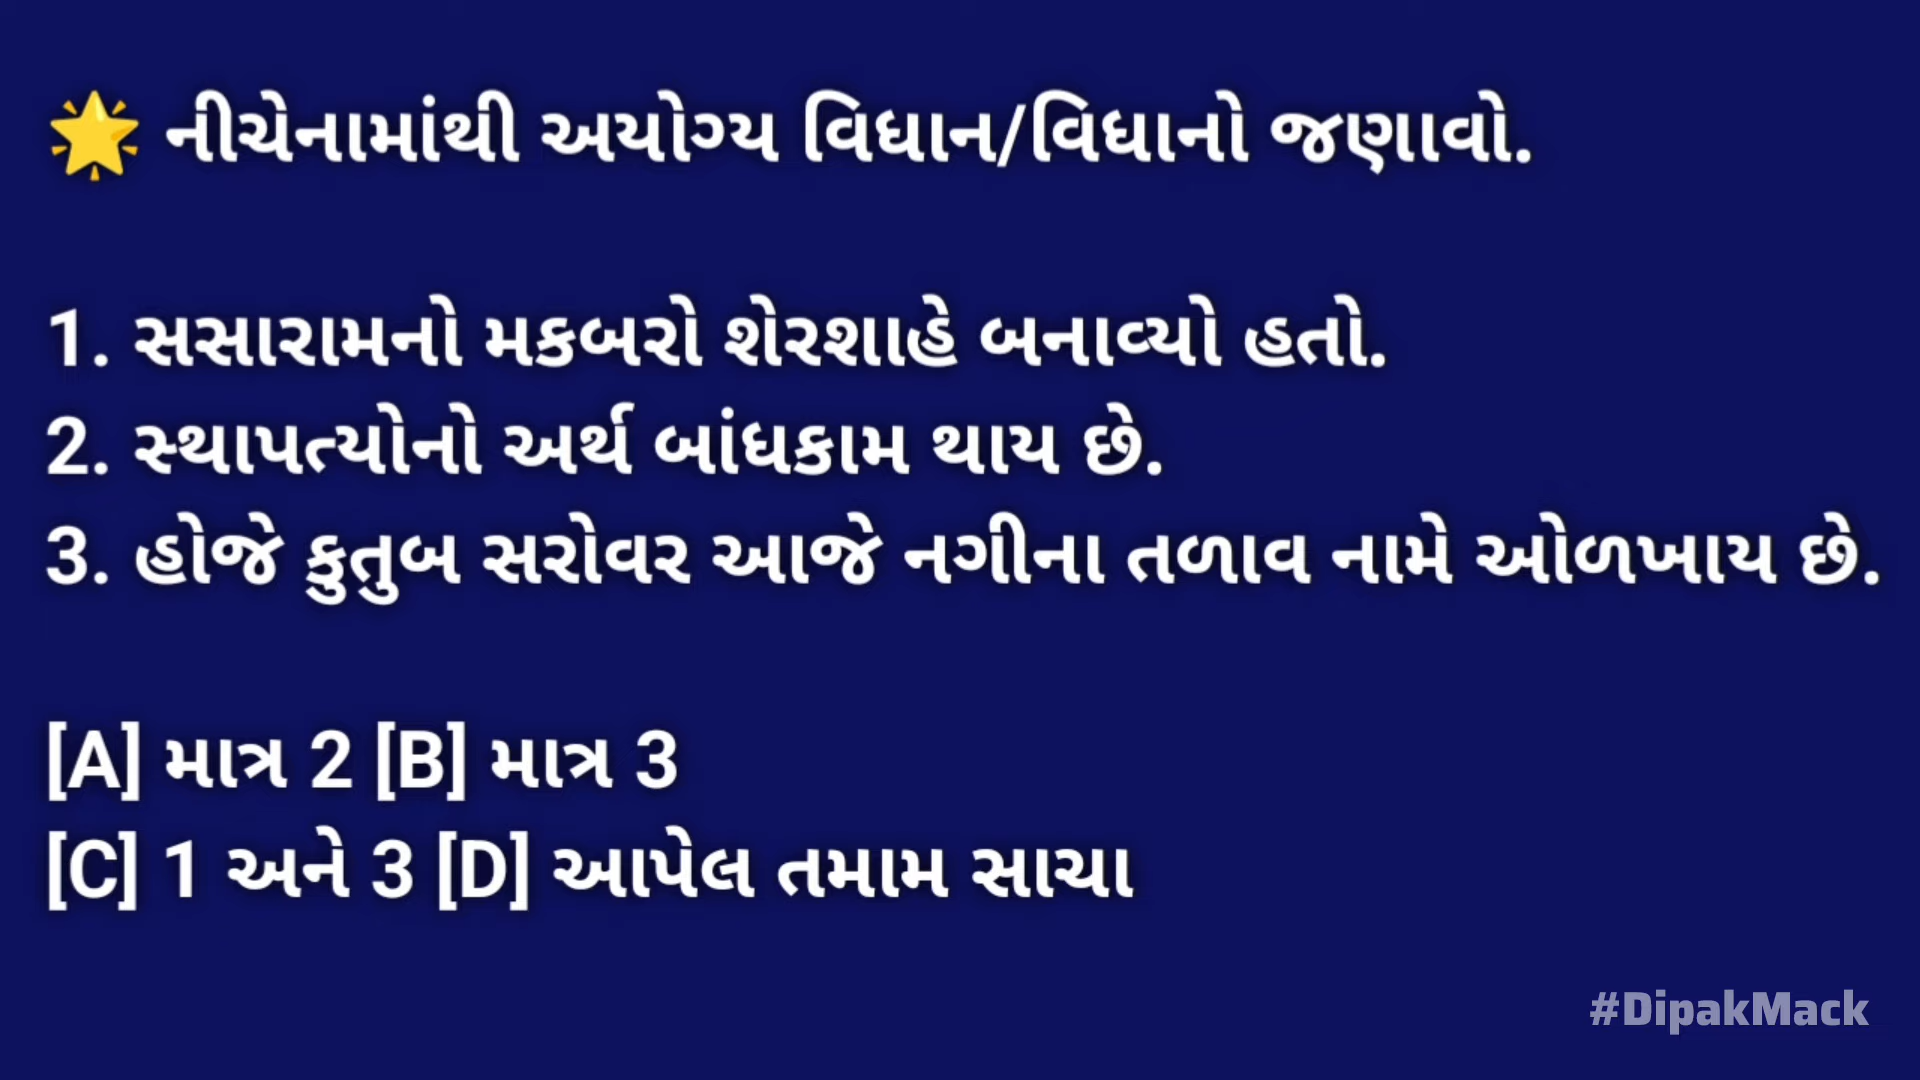 🌟 નીચેનામાંથી અયોગ્ય વિધાન/વિધાનો જણાવો.
1. સસારામનો મકબરો શેરશાહે બનાવ્યો હતો.
2. સ્થાપત્યોનો અર્થ બાંધકામ થાય છે.
3. હોજે કુતુબ સરોવર આજે નગીના તળાવ નામે ઓળખાય છે.
[A] માત્ર 2 [B] માત્ર 3
[C] 1 અને 3 [D] આપેલ તમામ સાચા
#DipakMack